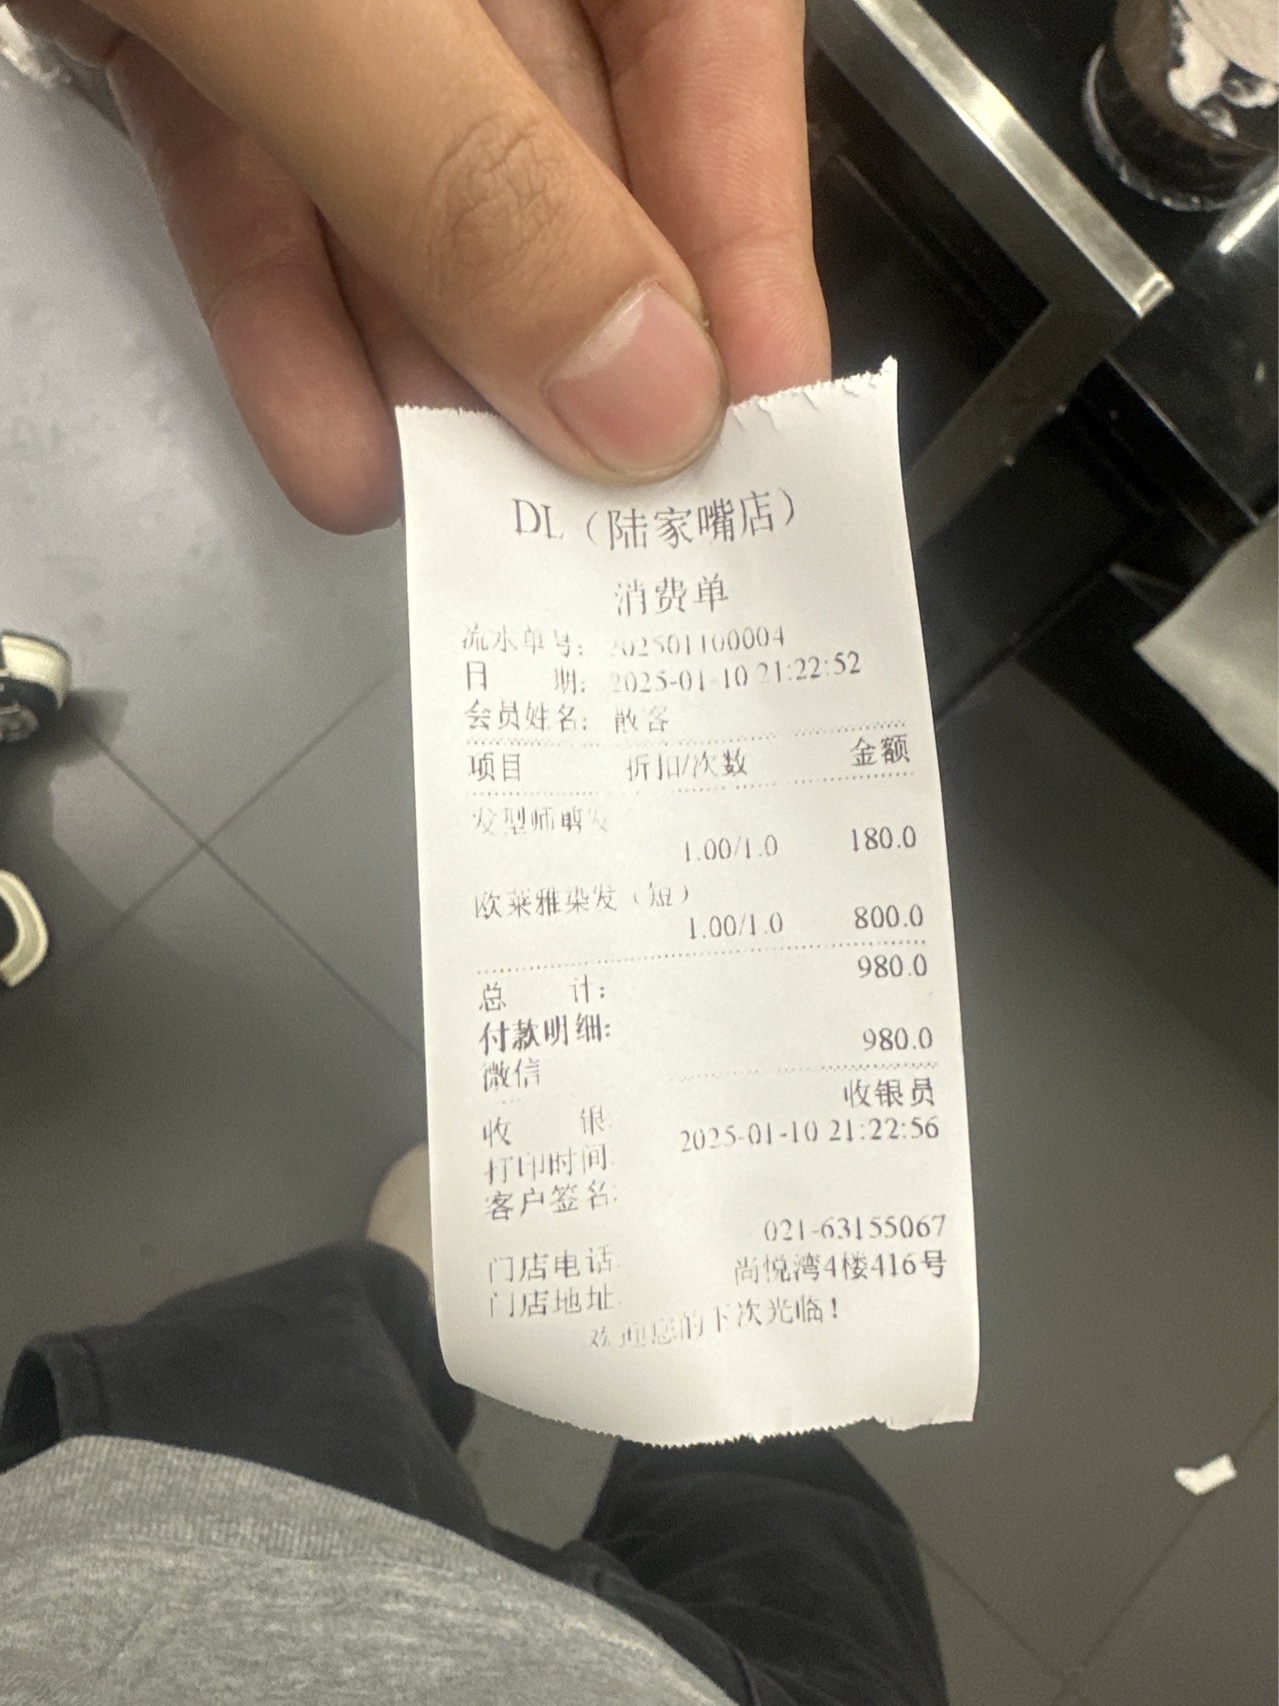 DL（陆家嘴店）
消费单
流水单号: 202501100004
日 期: 2025-01-10 21:22:52
会员姓名: 散客
项目 折扣/次数 金额
发型师剪发
1.00/1.0 180.0
欧莱雅染发（短）
1.00/1.0 800.0
总 计: 980.0
付款明细:
微信 980.0
收 银: 收银员
打印时间: 2025-01-10 21:22:56
客户签名:
门店电话: 021-63155067
门店地址: 尚悦湾4楼416号
欢迎您的下次光临！